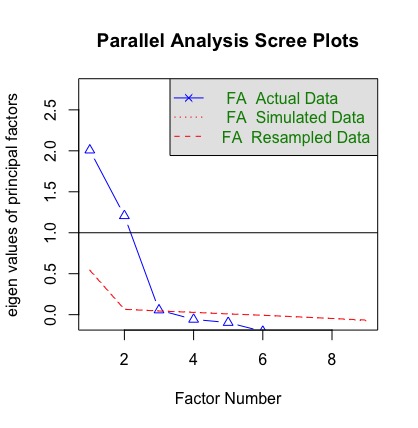 Parallel Analysis Scree Plots
FA  Actual Data
FA  Simulated Data
FA  Resampled Data
eigen values of principal factors
2.5
2.0
1.5
1.0
0.5
0.0
2 4 6 8
Factor Number